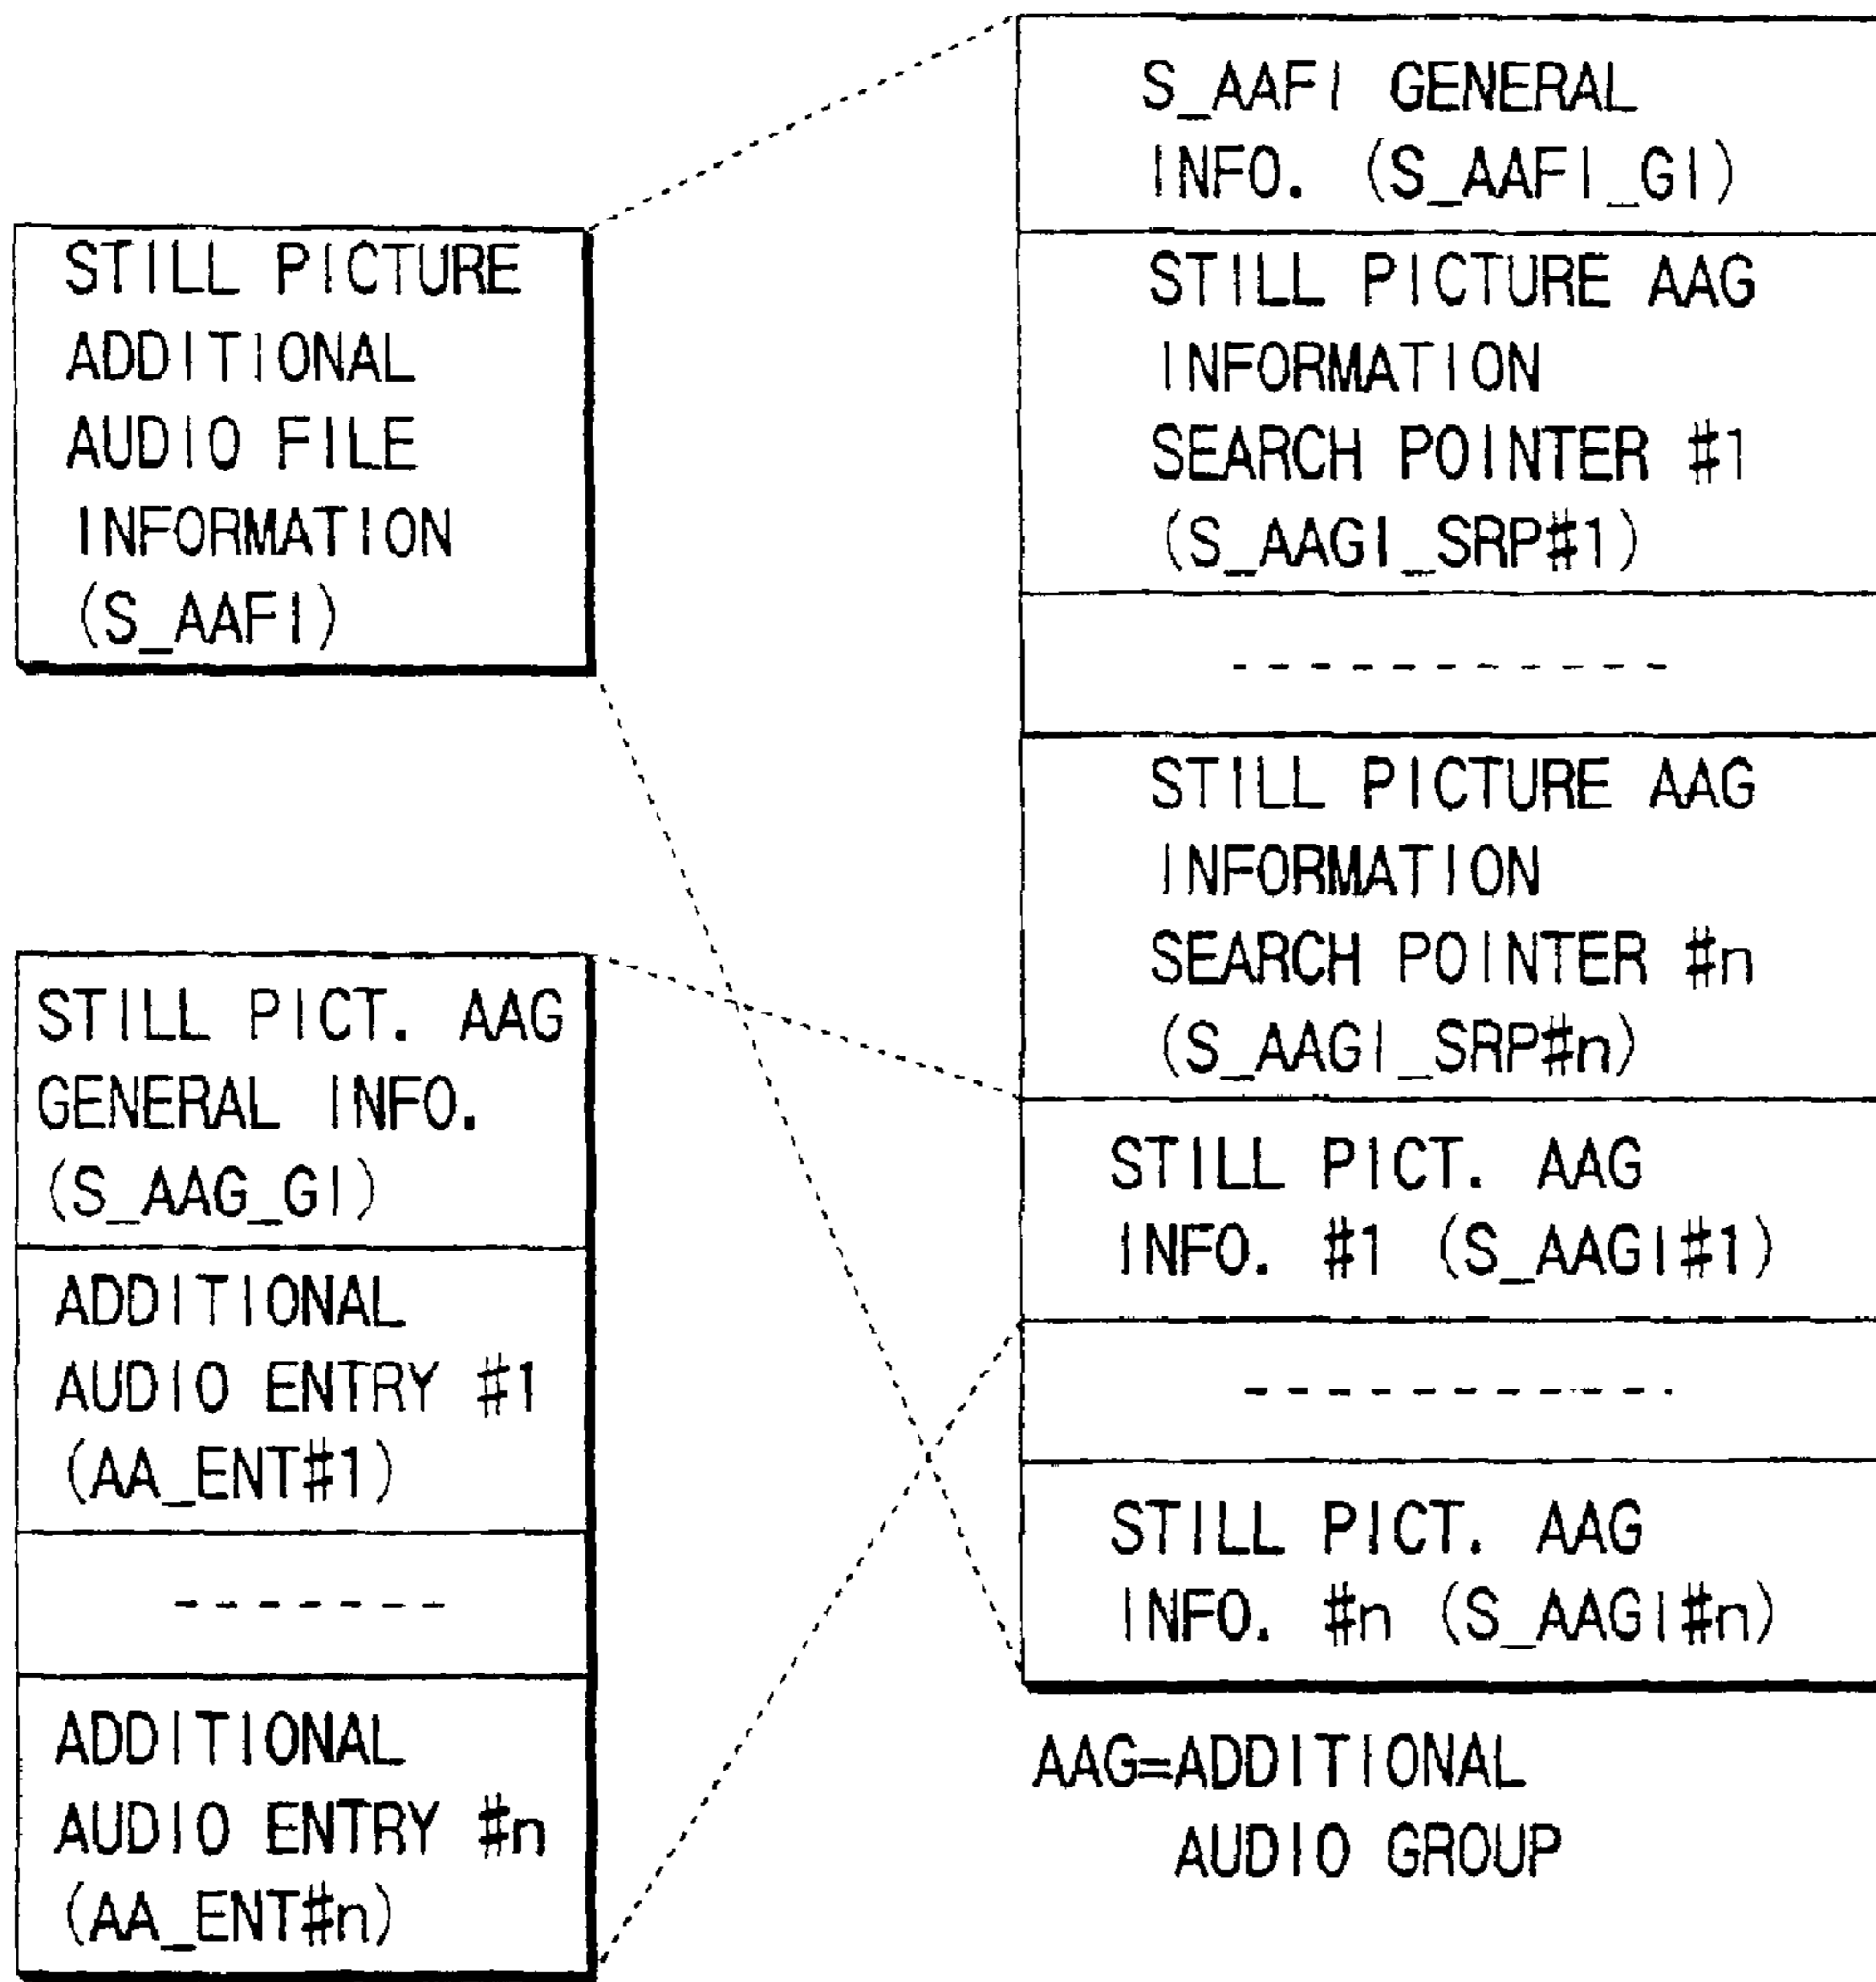 STILL PICTURE
ADDITIONAL
AUDIO FILE
INFORMATION
(S_AAFI)
S_AAFI GENERAL
INFO. (S_AAFI_GI)
STILL PICTURE AAG
INFORMATION
SEARCH POINTER #1
(S_AAGI_SRP#1)
STILL PICTURE AAG
INFORMATION
SEARCH POINTER #n
(S_AAGI_SRP#n)
STILL PICT. AAG
INFO. #1 (S_AAGI#1)
STILL PICT. AAG
INFO. #n (S_AAGI#n)
AAG=ADDITIONAL
AUDIO GROUP
STILL PICT. AAG
GENERAL INFO.
(S_AAG_GI)
ADDITIONAL
AUDIO ENTRY #1
(AA_ENT#1)
ADDITIONAL
AUDIO ENTRY #n
(AA_ENT#n)